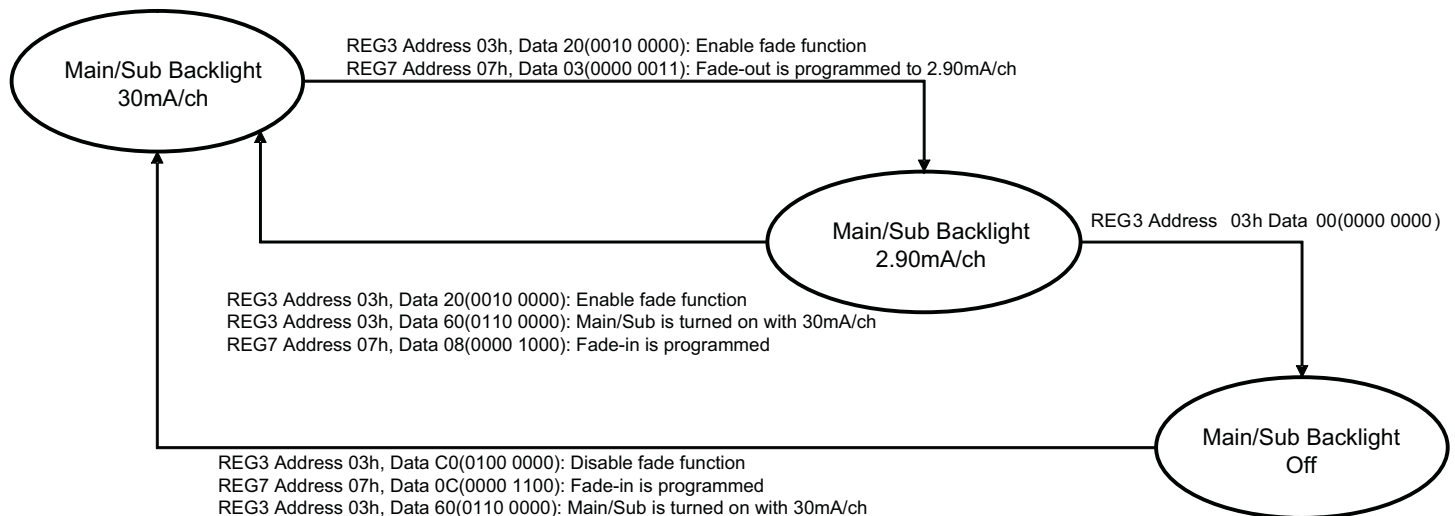 REG3 Address 03h, Data 20(0010 0000): Enable fade function
REG7 Address 07h, Data 03(0000 0011): Fade-out is programmed to 2.90mA/ch
Main/Sub Backlight
30mA/ch
Main/Sub Backlight
2.90mA/ch
REG3 Address 03h Data 00(0000 0000)
REG3 Address 03h, Data 20(0010 0000): Enable fade function
REG3 Address 03h, Data 60(0110 0000): Main/Sub is turned on with 30mA/ch
REG7 Address 07h, Data 08(0000 1000): Fade-in is programmed
Main/Sub Backlight
Off
REG3 Address 03h, Data C0(0100 0000): Disable fade function
REG7 Address 07h, Data 0C(0000 1100): Fade-in is programmed
REG3 Address 03h, Data 60(0110 0000): Main/Sub is turned on with 30mA/ch